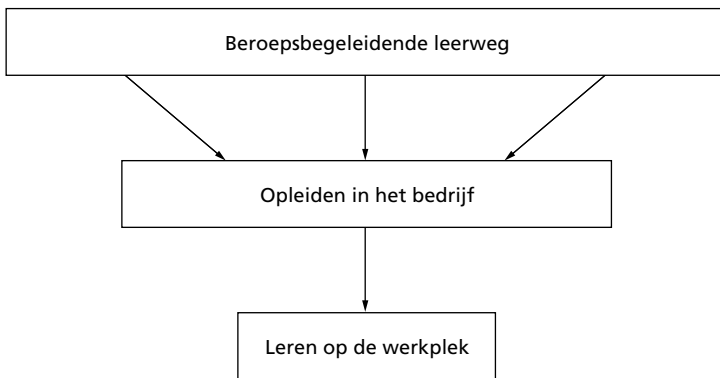 Beroepsbegeleidende leerweg
Opleiden in het bedrijf
Leren op de werkplek